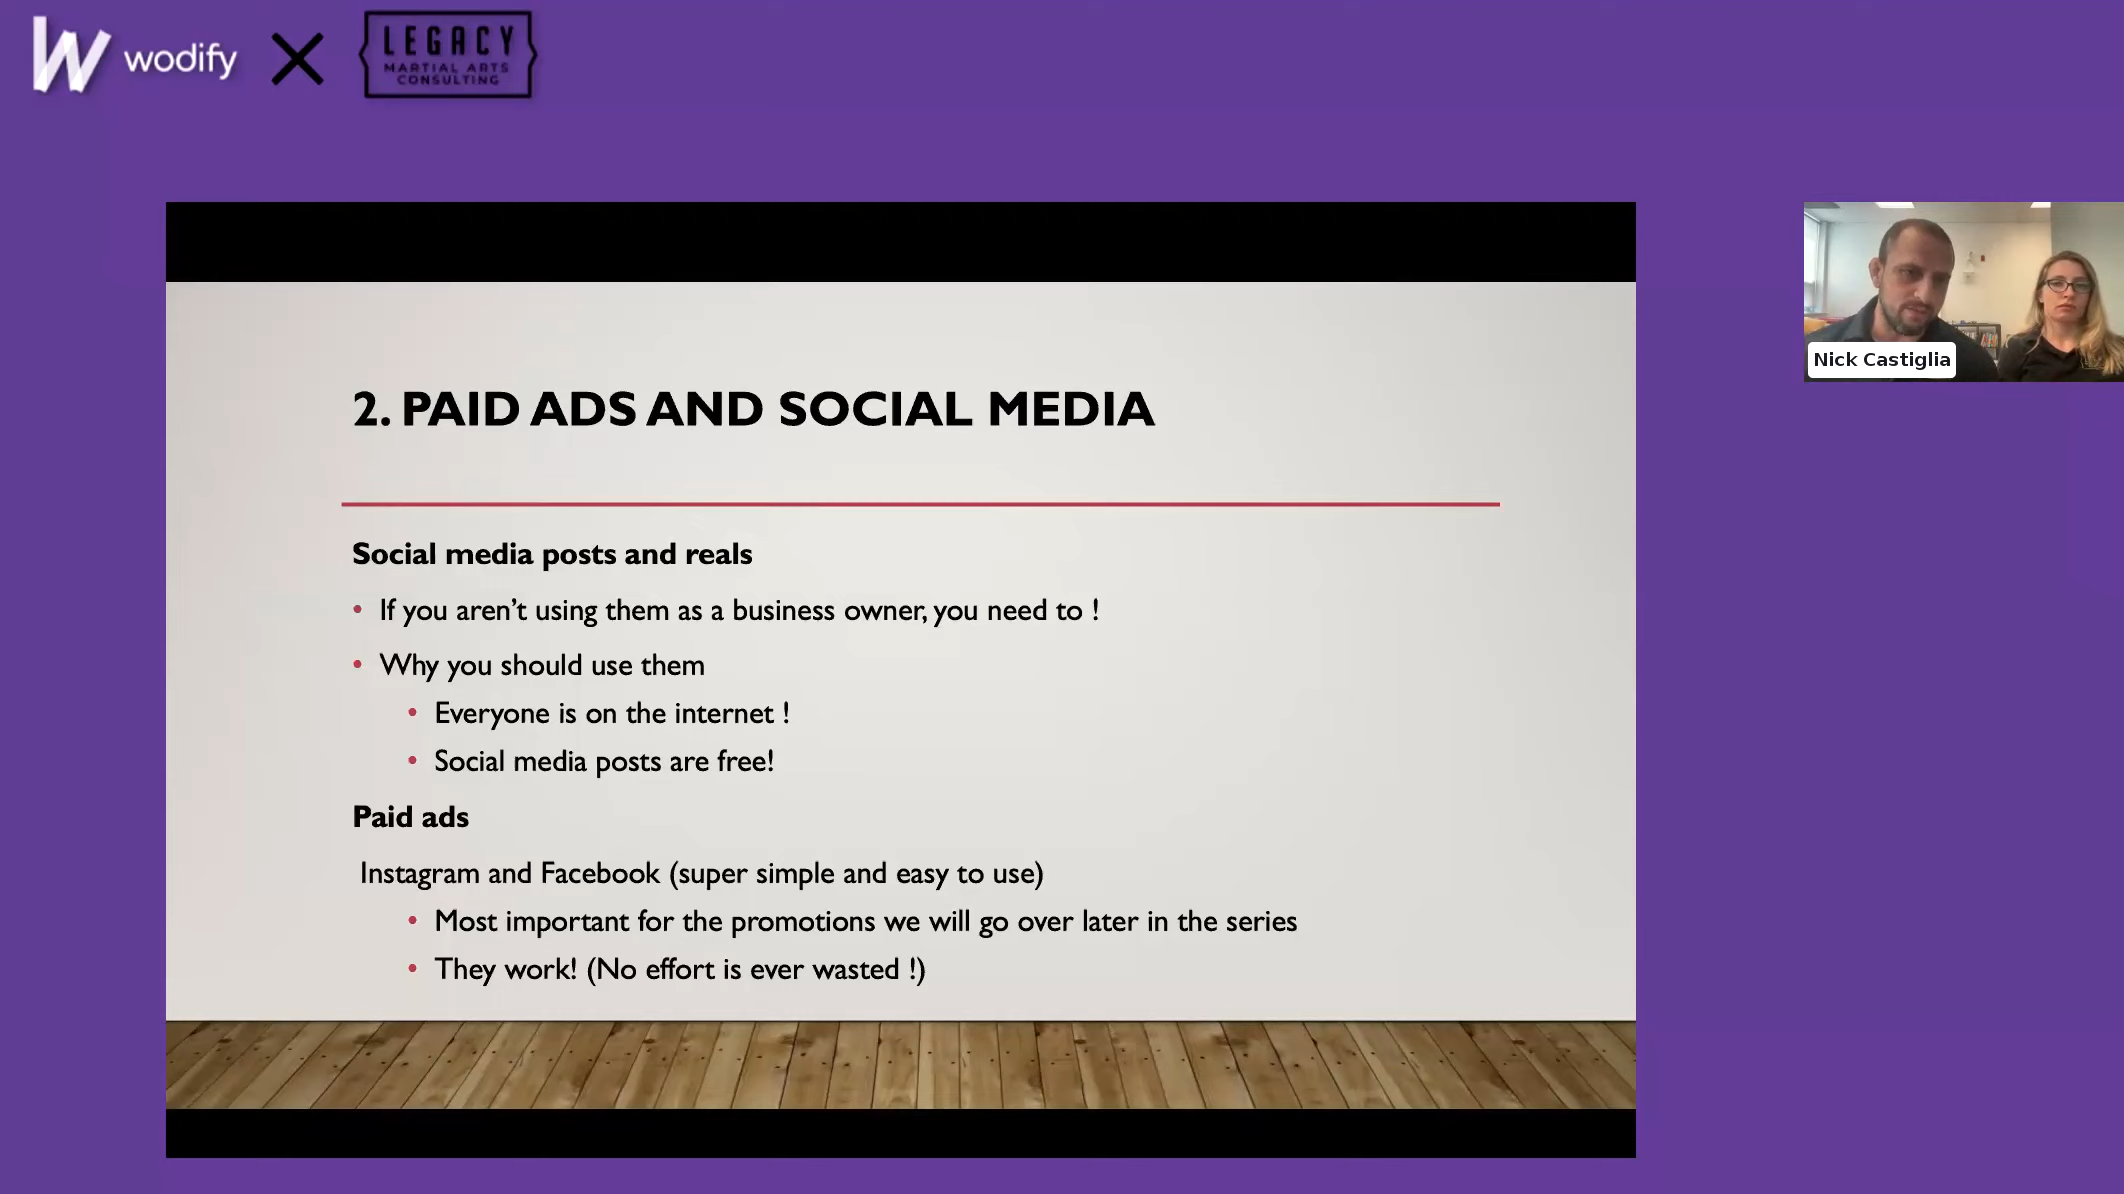 wodify
LEGACY
MARTIAL ARTS
CONSULTING
2. PAID ADS AND SOCIAL MEDIA
Social media posts and reals
• If you aren’t using them as a business owner, you need to !
• Why you should use them
• Everyone is on the internet !
• Social media posts are free!
Paid ads
Instagram and Facebook (super simple and easy to use)
• Most important for the promotions we will go over later in the series
• They work! (No effort is ever wasted !)
Nick Castiglia